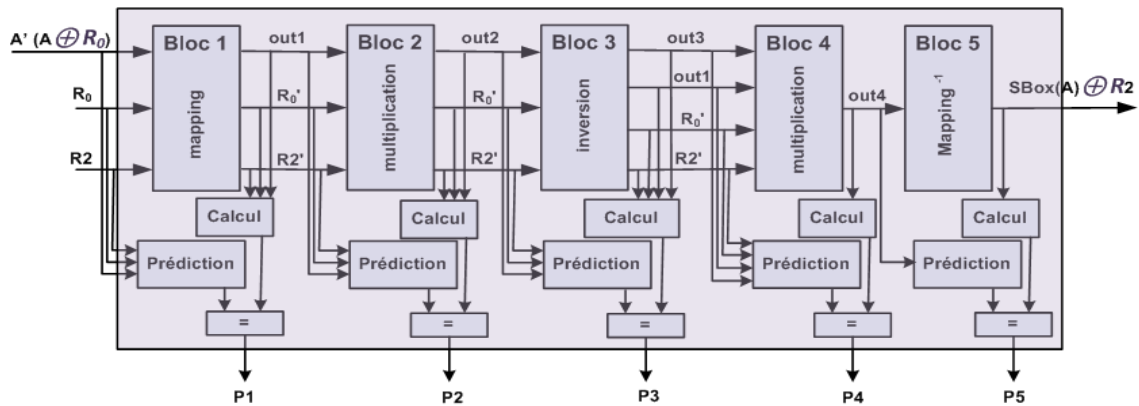 A' (A ⊕ R₀)
R₀
R2
Bloc 1
mapping
out1
R₀'
R2'
Bloc 2
multiplication
out2
R₀'
R2'
Bloc 3
inversion
out3
out1
R₀'
R2'
Bloc 4
multiplication
out4
Bloc 5
Mapping⁻¹
SBox(A) ⊕ R2
Calcul
Calcul
Calcul
Calcul
Calcul
Prédiction
Prédiction
Prédiction
Prédiction
Prédiction
=
=
=
=
=
P1
P2
P3
P4
P5